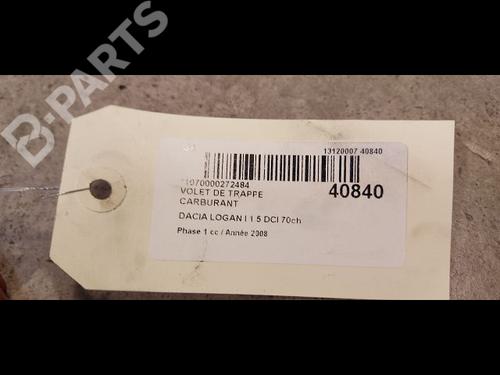 B-PARTS
13120007 40840
11070000272484
VOLET DE TRAPPE
CARBURANT
40840
DACIA LOGAN I 1 5 DCI 70ch
Phase 1 cc / Année 2008